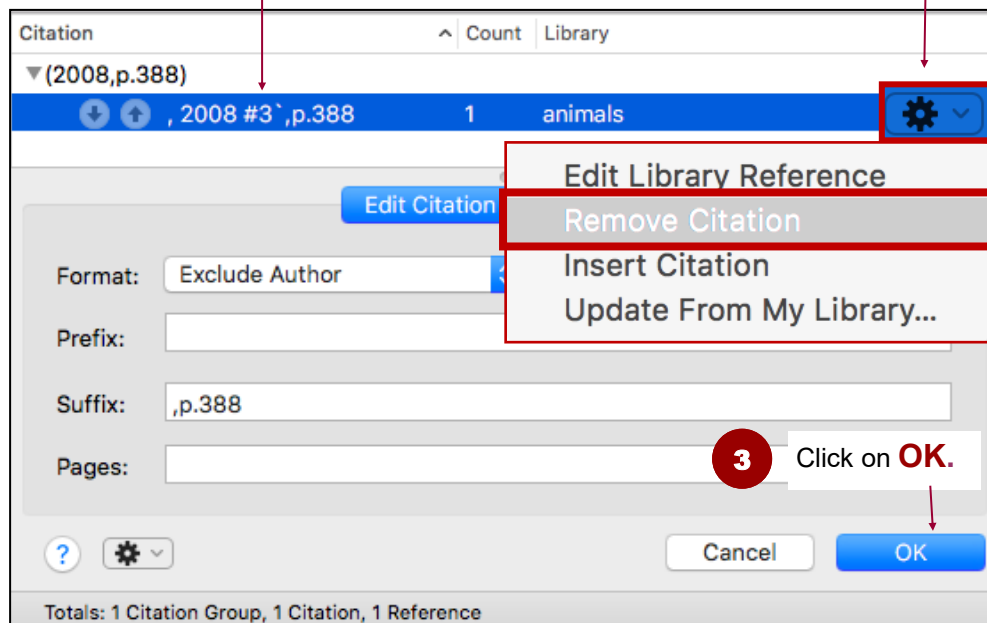 Citation Count Library
(2008,p.388)
, 2008 #3`,p.388 1 animals
Edit Library Reference
Edit Citation
Remove Citation
Format: Exclude Author
Insert Citation
Update From My Library...
Prefix:
Suffix: ,p.388
3 Click on OK.
Pages:
? Cancel OK
Totals: 1 Citation Group, 1 Citation, 1 Reference